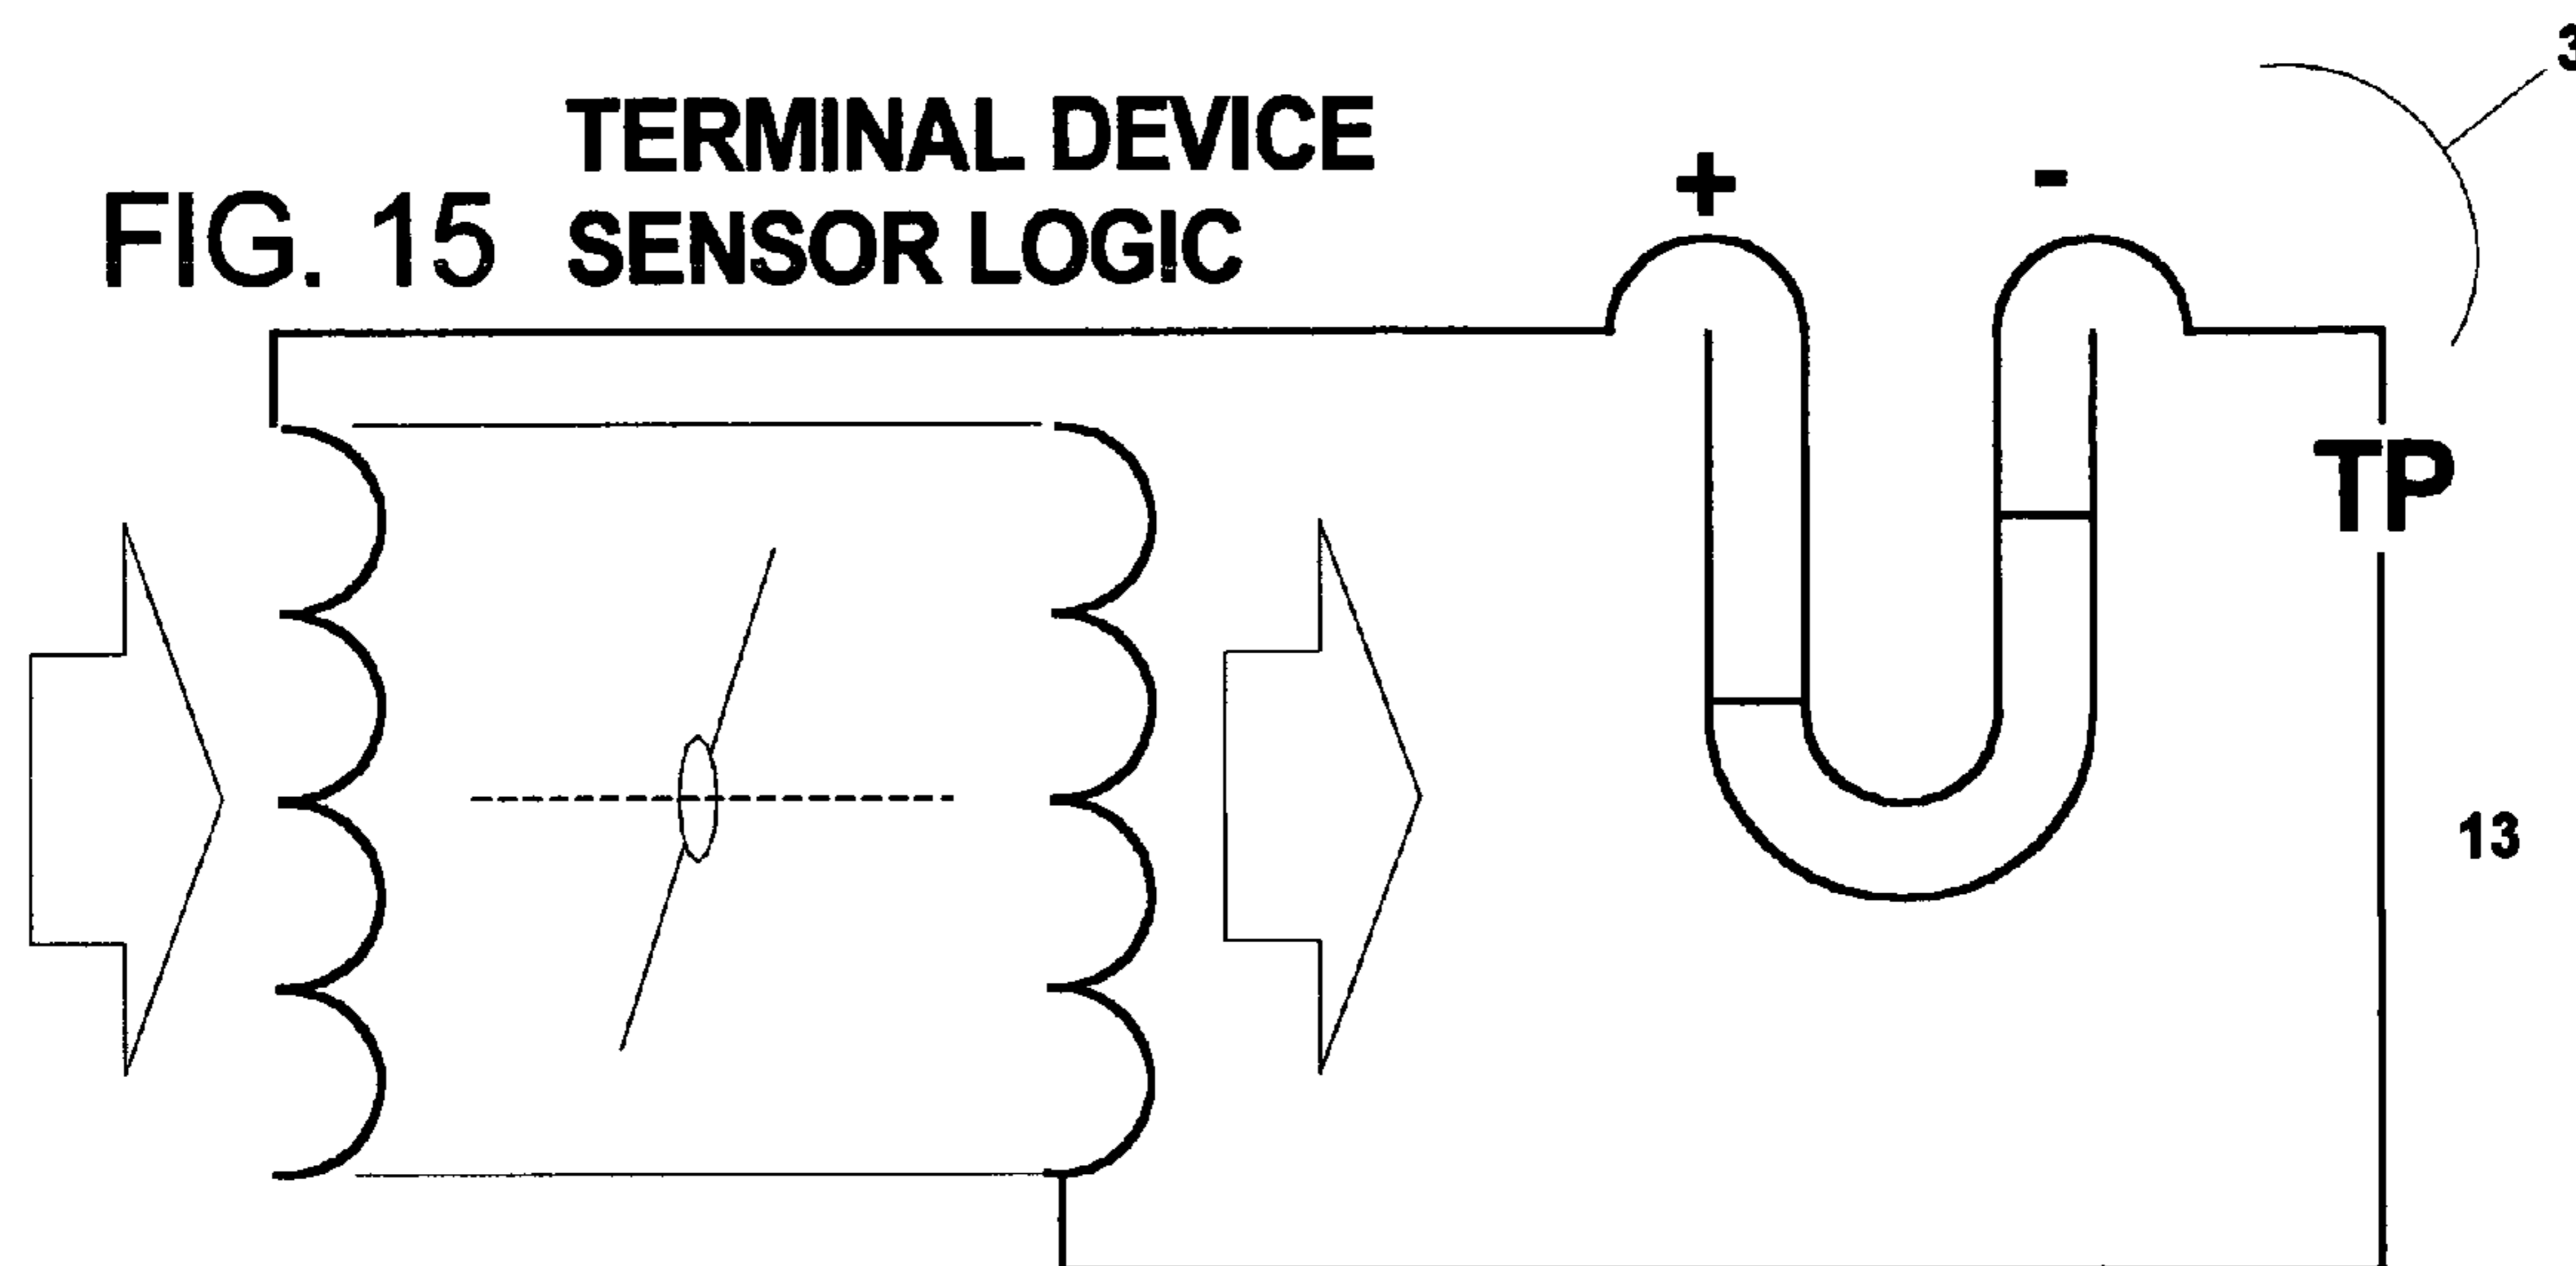 TERMINAL DEVICE
FIG. 15 SENSOR LOGIC
+ -
TP
13